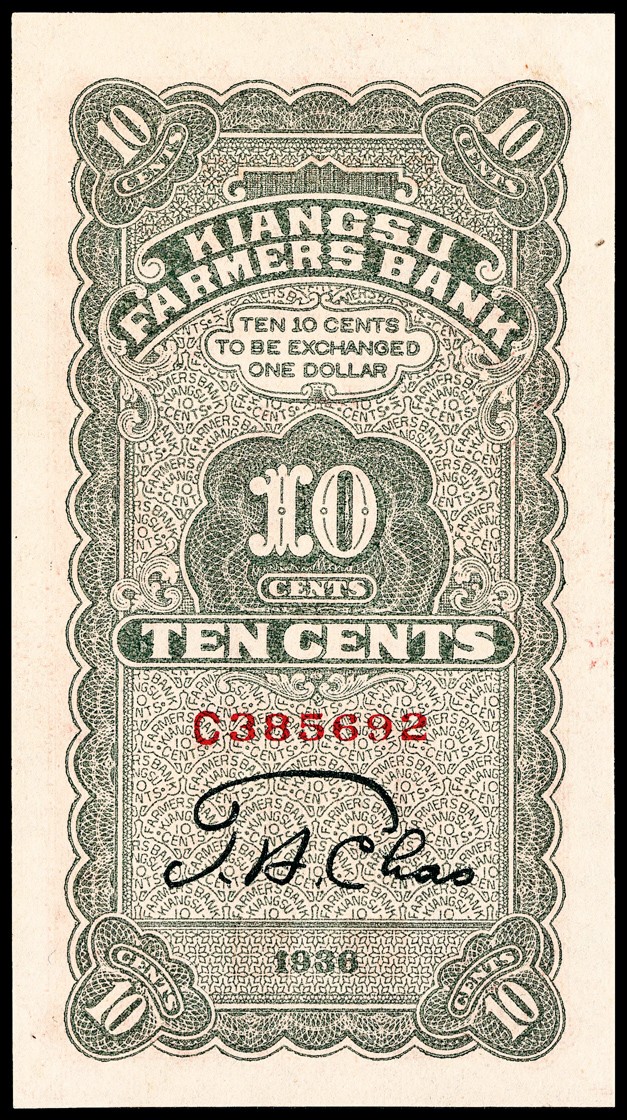 10 CENTS
10 CENTS
KIANGSU
FARMERS BANK
TEN 10 CENTS
TO BE EXCHANGED
ONE DOLLAR
10
CENTS
TEN CENTS
C385692
T. H. Chao
1936
CENTS 10
CENTS 10